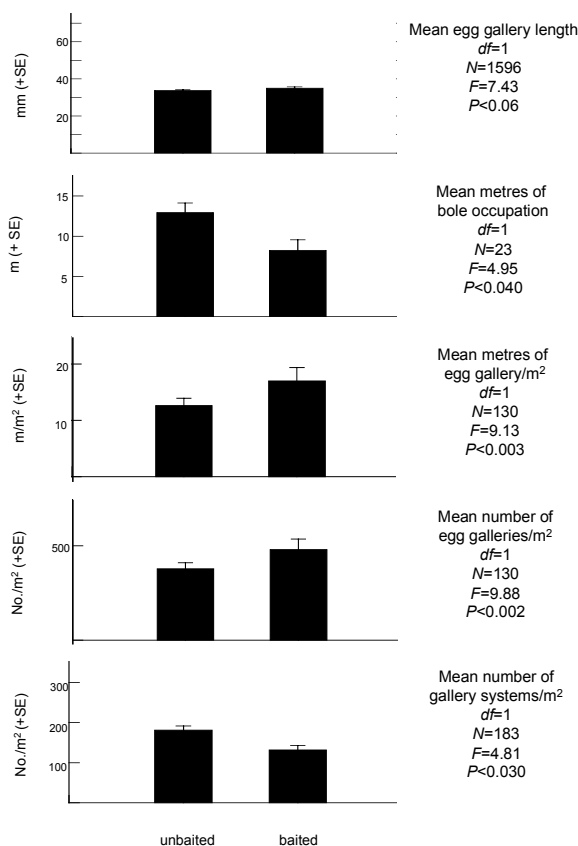 60
40
20
mm (+SE)
Mean egg gallery length
df=1
N=1596
F=7.43
P<0.06
15
10
5
m (+ SE)
Mean metres of
bole occupation
df=1
N=23
F=4.95
P<0.040
20
10
m/m² (+SE)
Mean metres of
egg gallery/m²
df=1
N=130
F=9.13
P<0.003
500
No./m² (+SE)
Mean number of
egg galleries/m²
df=1
N=130
F=9.88
P<0.002
300
200
100
No./m² (+SE)
Mean number of
gallery systems/m²
df=1
N=183
F=4.81
P<0.030
unbaited baited